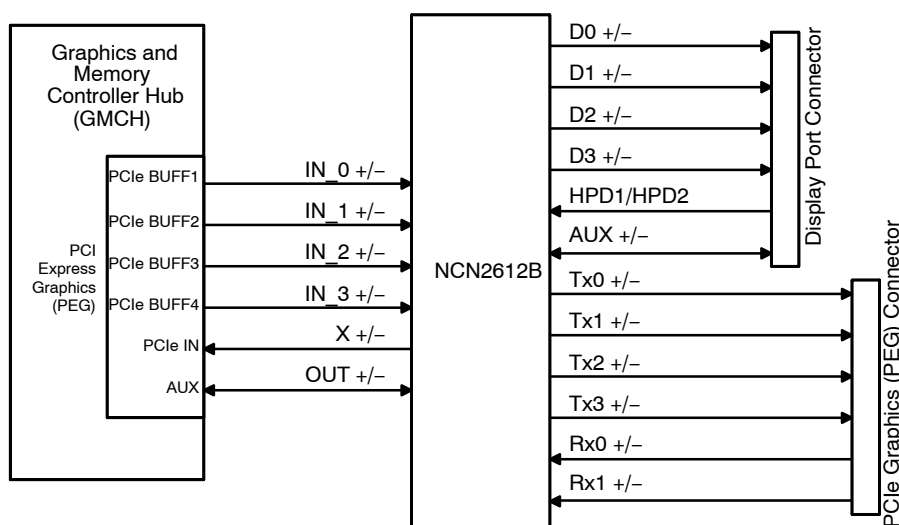 Graphics and
Memory
Controller Hub
(GMCH)
PCIe BUFF1
PCIe BUFF2
PCI
Express
Graphics
(PEG)
PCIe BUFF3
PCIe BUFF4
PCIe IN
AUX
IN_0 +/−
IN_1 +/−
IN_2 +/−
IN_3 +/−
X +/−
OUT +/−
NCN2612B
D0 +/−
D1 +/−
D2 +/−
D3 +/−
HPD1/HPD2
AUX +/−
Tx0 +/−
Tx1 +/−
Tx2 +/−
Tx3 +/−
Rx0 +/−
Rx1 +/−
Display Port Connector
PCIe Graphics (PEG) Connector